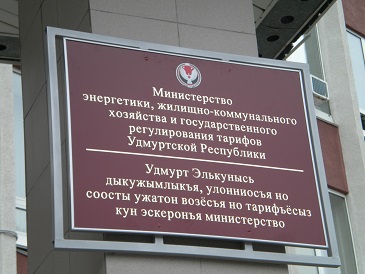 Министерство
энергетики, жилищно-коммунального
хозяйства и государственного
регулирования тарифов
Удмуртской Республики
Удмурт Элькунысь
дыкужымлыкъя, улонниосъя но
соосты ужатон возёсъя но тарифъёсыз
кун эскеронъя министерство